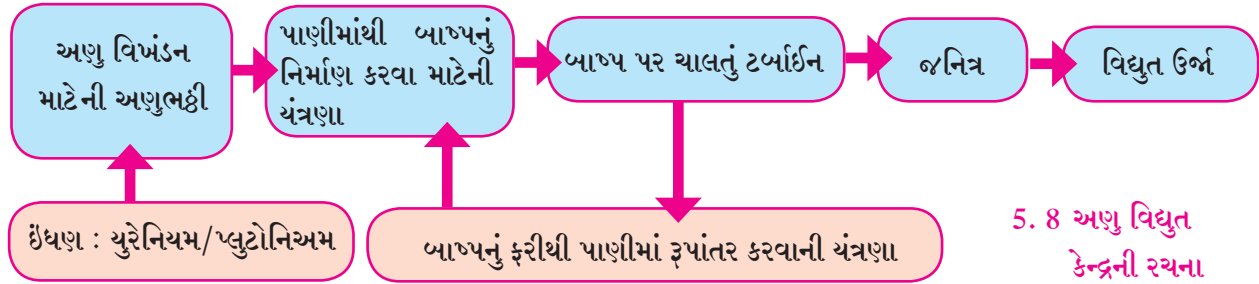 અણુ વિખંડન
માટેની અણુભઠ્ઠી
પાણીમાંથી બાષ્પનું
નિર્માણ કરવા માટેની
યંત્રણા
બાષ્પ પર ચાલતું ટર્બાઈન
જનિત્ર
વિદ્યુત ઉર્જા
ઇંધણ : યુરેનિયમ/પ્લુટોનિઅમ
બાષ્પનું ફરીથી પાણીમાં રૂપાંતર કરવાની યંત્રણા
5. 8 અણુ વિદ્યુત
કેન્દ્રની રચના